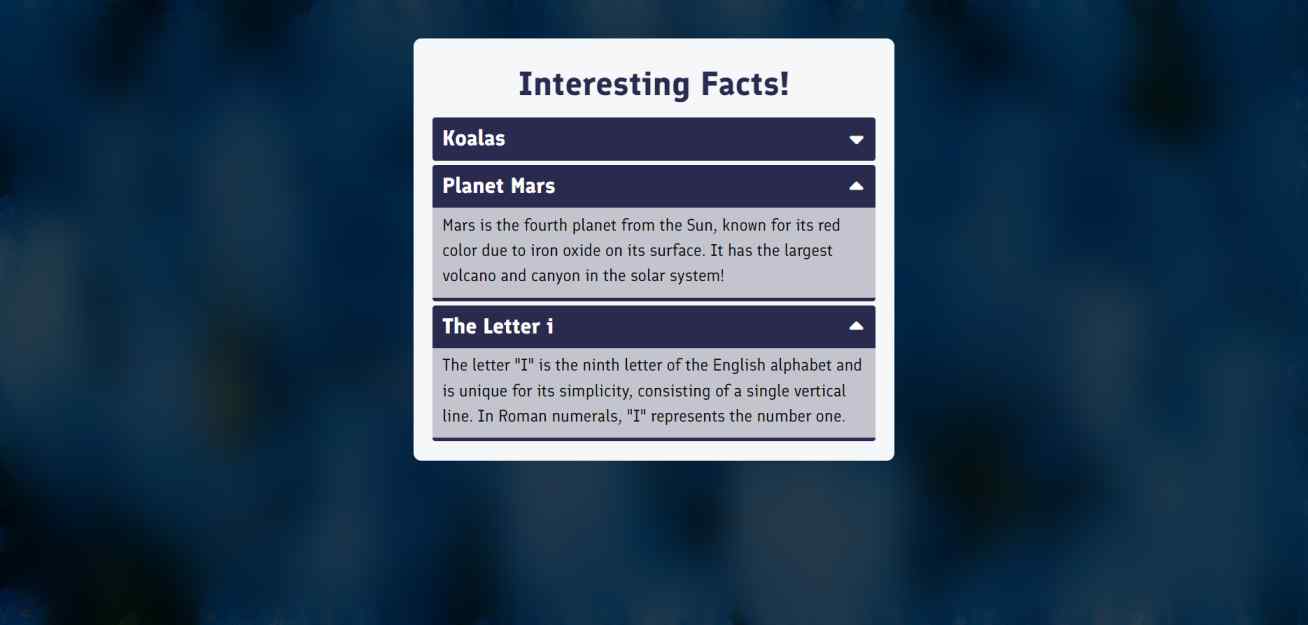 Interesting Facts!
Koalas
Planet Mars
Mars is the fourth planet from the Sun, known for its red
color due to iron oxide on its surface. It has the largest
volcano and canyon in the solar system!
The Letter i
The letter "I" is the ninth letter of the English alphabet and
is unique for its simplicity, consisting of a single vertical
line. In Roman numerals, "I" represents the number one.